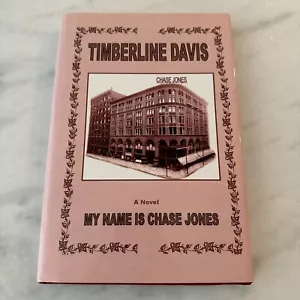 TIMBERLINE DAVIS
CHASE JONES
A Novel
MY NAME IS CHASE JONES